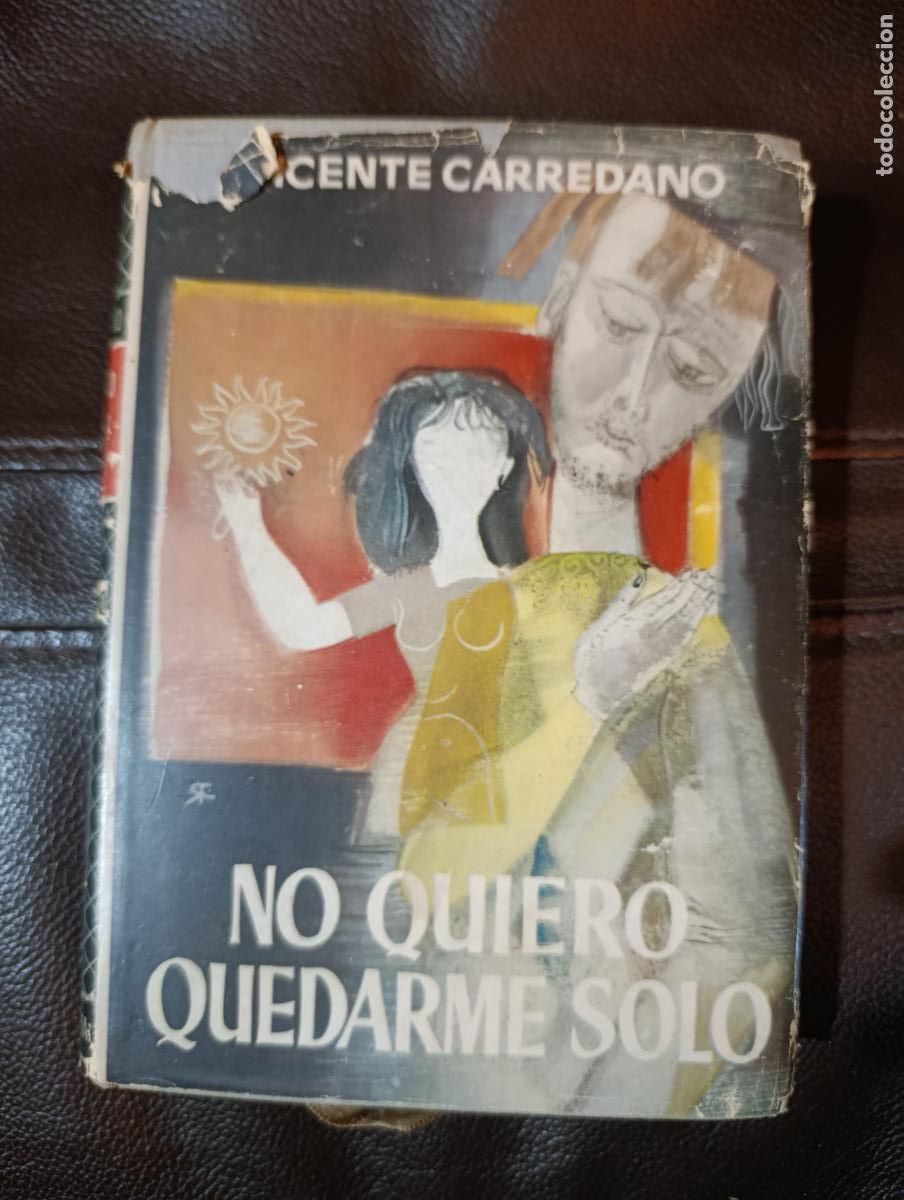 ICENTE CARREDANO
NO QUIERO
QUEDARME SOLO
todocoleccion